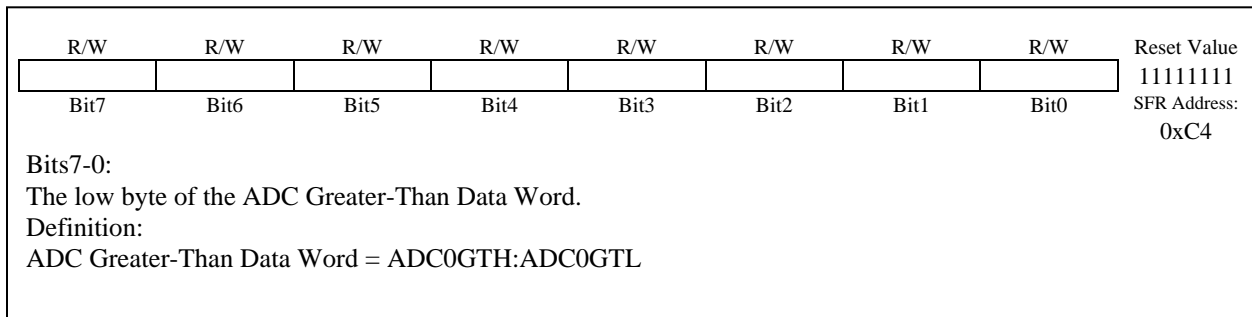 R/W R/W R/W R/W R/W R/W R/W R/W Reset Value
11111111
Bit7 Bit6 Bit5 Bit4 Bit3 Bit2 Bit1 Bit0 SFR Address:
0xC4
Bits7-0:
The low byte of the ADC Greater-Than Data Word.
Definition:
ADC Greater-Than Data Word = ADC0GTH:ADC0GTL